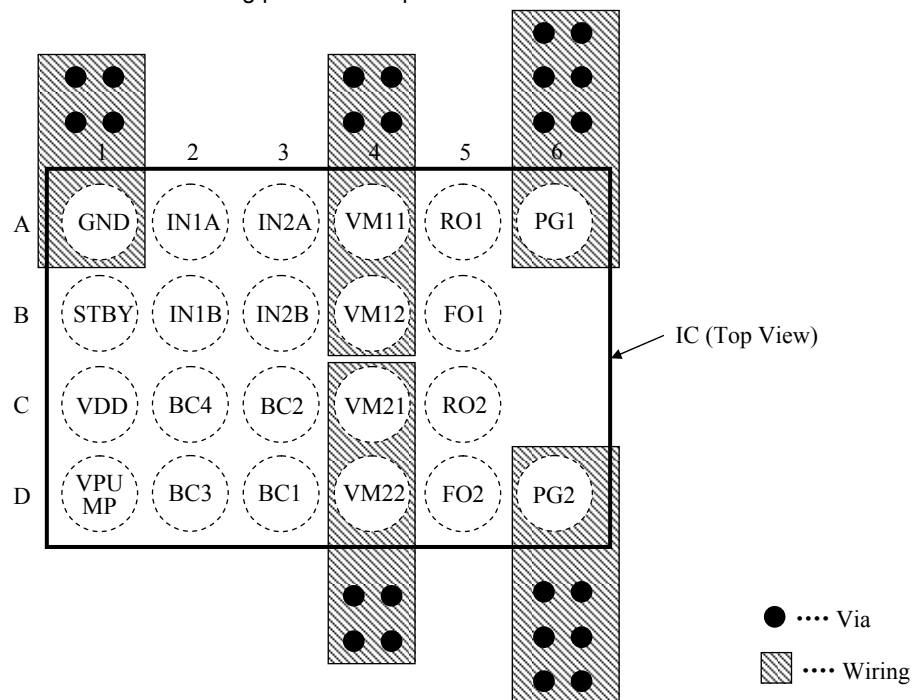 1 2 3 4 5 6
A GND IN1A IN2A VM11 RO1 PG1
B STBY IN1B IN2B VM12 FO1
IC (Top View)
C VDD BC4 BC2 VM21 RO2
D VPU MP BC3 BC1 VM22 FO2 PG2
● ···· Via
···· Wiring